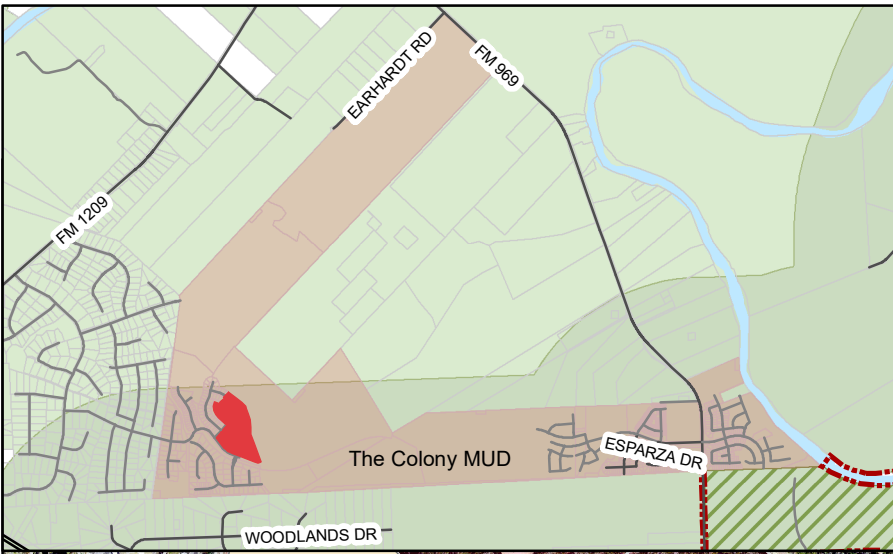 EARHARDT RD
FM 969
FM 1209
The Colony MUD
ESPARZA DR
WOODLANDS DR